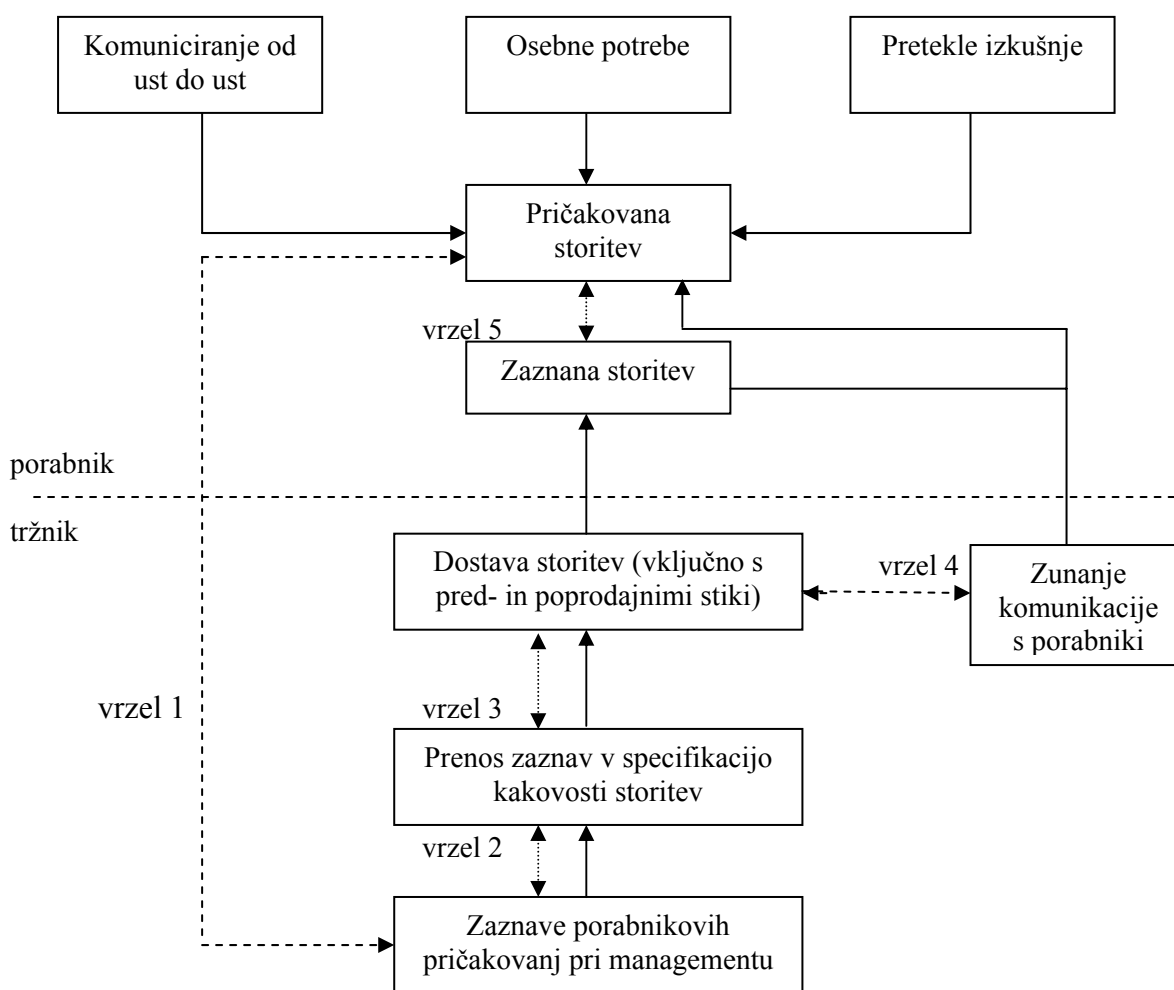 Komuniciranje od
ust do ust
Osebne potrebe
Pretekle izkušnje
Pričakovana
storitev
vrzel 5
Zaznana storitev
porabnik
tržnik
Dostava storitev (vključno s
pred- in poprodajnimi stiki)
vrzel 4
Zunanje
komunikacije
s porabniki
vrzel 1
vrzel 3
Prenos zaznav v specifikacijo
kakovosti storitev
vrzel 2
Zaznave porabnikovih
pričakovanj pri managementu